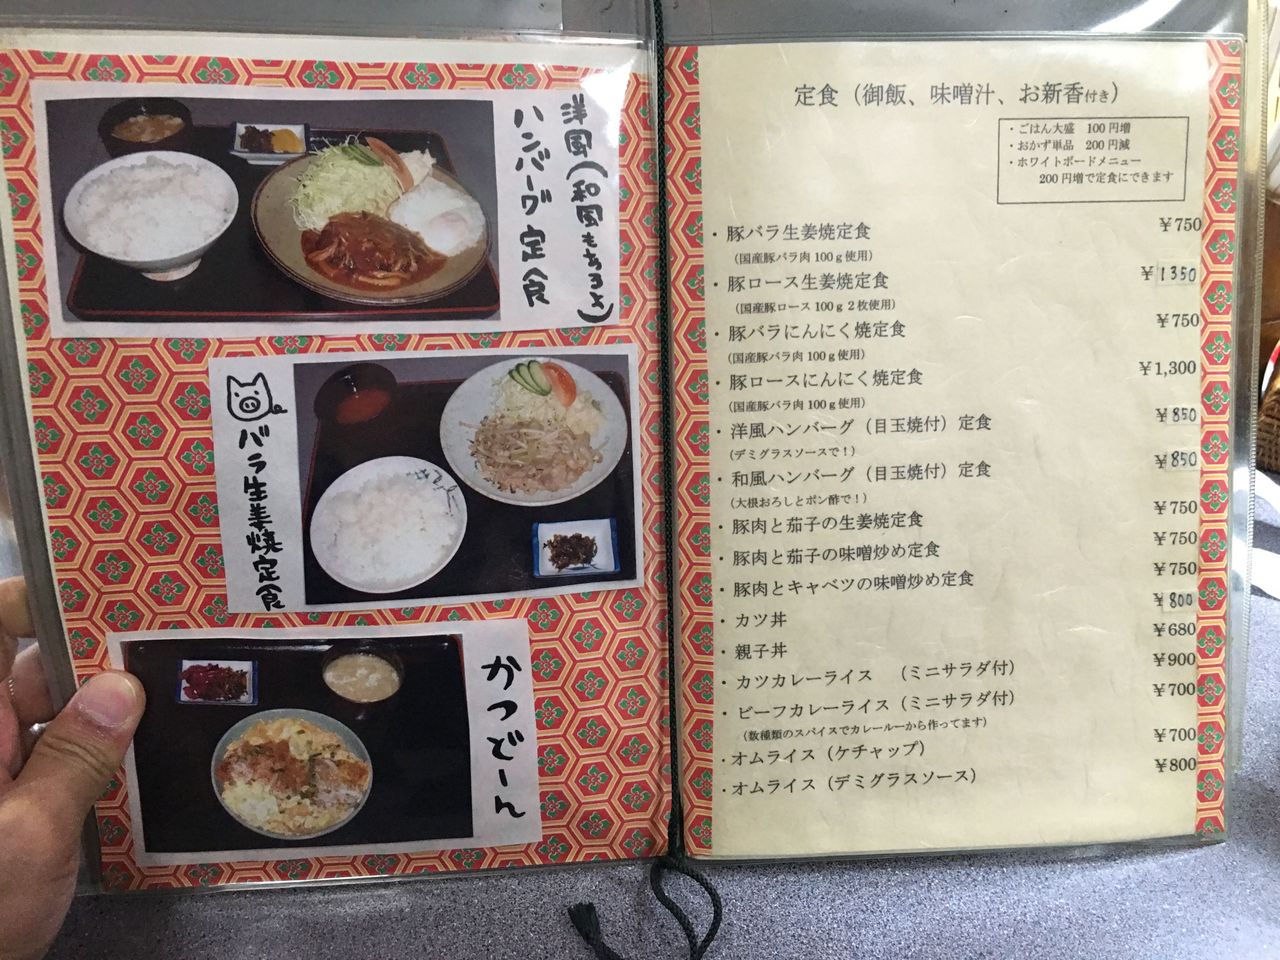 洋風(和風もあるよ)
ハンバーグ定食
バラ生姜焼定食
かつどーん
定食（御飯、味噌汁、お新香付き）
・ごはん大盛 100円増
・おかず単品 200円減
・ホワイトボードメニュー
200円増で定食にできます
・豚バラ生姜焼定食 ￥750
（国産豚バラ肉100ｇ使用）
・豚ロース生姜焼定食 ￥1350
（国産豚ロース100ｇ2枚使用）
・豚バラにんにく焼定食 ￥750
（国産豚バラ肉100ｇ使用）
・豚ロースにんにく焼定食 ￥1,300
（国産豚バラ肉100ｇ使用）
・洋風ハンバーグ（目玉焼付）定食 ￥850
（デミグラスソースで！）
・和風ハンバーグ（目玉焼付）定食 ￥850
（大根おろしとポン酢で！）
・豚肉と茄子の生姜焼定食 ￥750
・豚肉と茄子の味噌炒め定食 ￥750
・豚肉とキャベツの味噌炒め定食 ￥750
・カツ丼 ￥800
・親子丼 ￥680
・カツカレーライス （ミニサラダ付） ￥900
・ビーフカレーライス（ミニサラダ付） ￥700
（数種類のスパイスでカレールーから作ってます）
・オムライス（ケチャップ） ￥700
・オムライス（デミグラスソース） ￥800